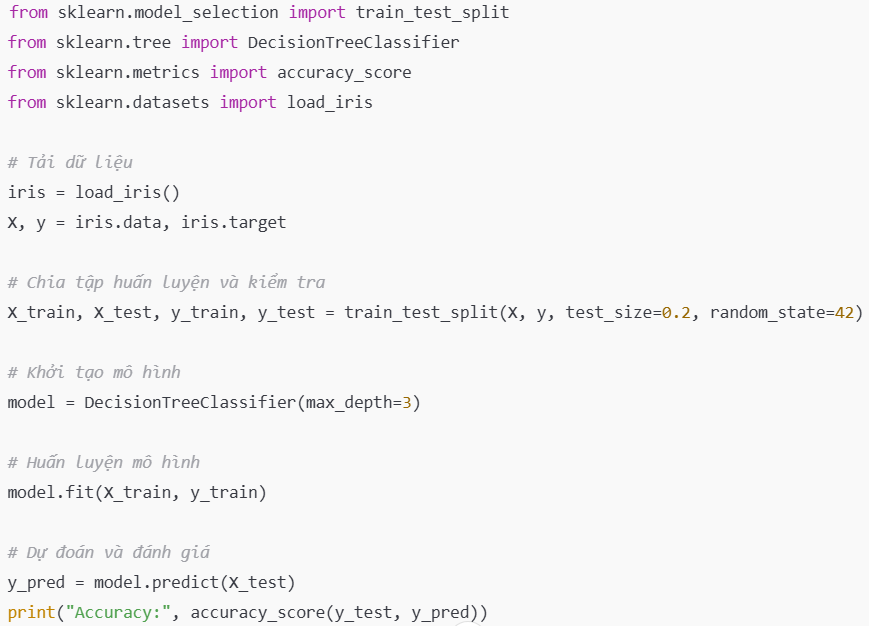 from sklearn.model_selection import train_test_split
from sklearn.tree import DecisionTreeClassifier
from sklearn.metrics import accuracy_score
from sklearn.datasets import load_iris
# Tải dữ liệu
iris = load_iris()
X, y = iris.data, iris.target
# Chia tập huấn luyện và kiểm tra
X_train, X_test, y_train, y_test = train_test_split(X, y, test_size=0.2, random_state=42)
# Khởi tạo mô hình
model = DecisionTreeClassifier(max_depth=3)
# Huấn luyện mô hình
model.fit(X_train, y_train)
# Dự đoán và đánh giá
y_pred = model.predict(X_test)
print("Accuracy:", accuracy_score(y_test, y_pred))